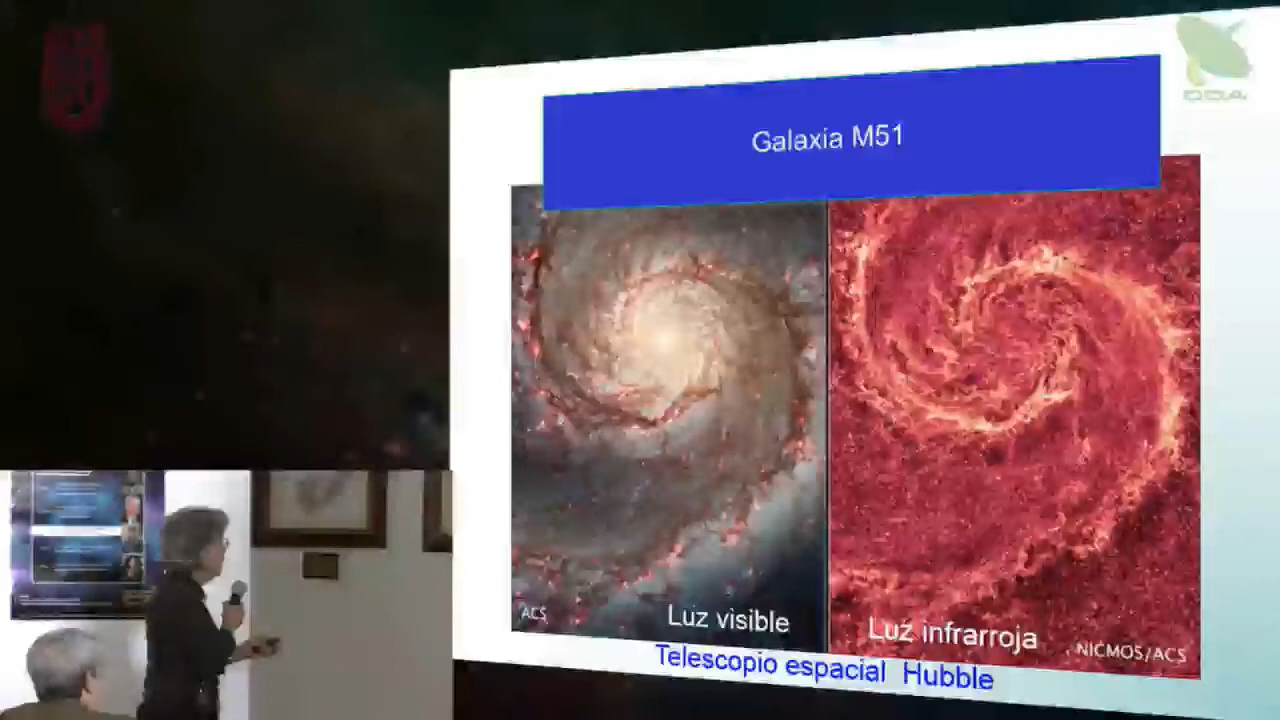 Galaxia M51
ACS
Luz visible
Luz infrarroja
NICMOS/ACS
Telescopio espacial Hubble